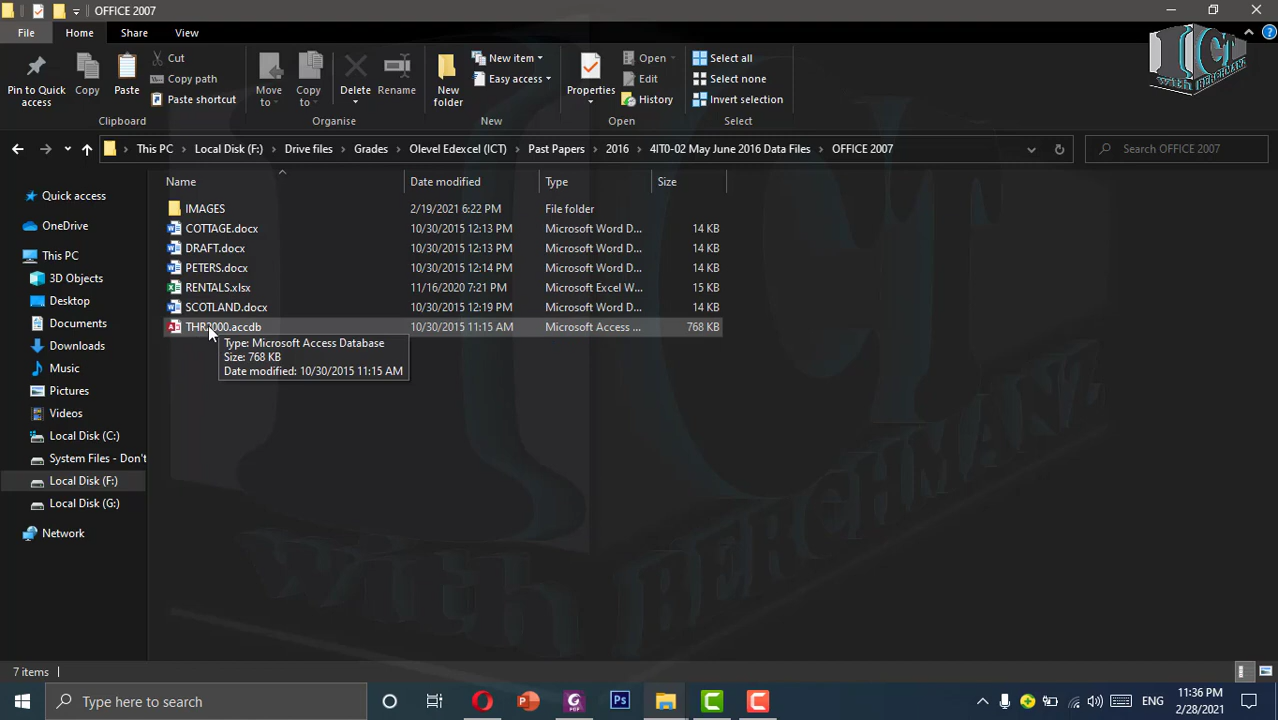 OFFICE 2007
File
Home
Share
View
Pin to Quick access
Copy
Paste
Cut
Copy path
Paste shortcut
Clipboard
Move to
Copy to
Delete
Rename
Organise
New folder
New item
Easy access
New
Properties
Open
Edit
History
Open
Select all
Select none
Invert selection
Select
ICT
with BERCHMANZ
This PC > Local Disk (F:) > Drive files > Grades > Olevel Edexcel (ICT) > Past Papers > 2016 > 4IT0-02 May June 2016 Data Files > OFFICE 2007
Search OFFICE 2007
Name Date modified Type Size
IMAGES 2/19/2021 6:22 PM File folder
COTTAGE.docx 10/30/2015 12:13 PM Microsoft Word D... 14 KB
DRAFT.docx 10/30/2015 12:13 PM Microsoft Word D... 14 KB
PETERS.docx 10/30/2015 12:14 PM Microsoft Word D... 14 KB
RENTALS.xlsx 11/16/2020 7:21 PM Microsoft Excel W... 15 KB
SCOTLAND.docx 10/30/2015 12:19 PM Microsoft Word D... 14 KB
THR2000.accdb 10/30/2015 11:15 AM Microsoft Access ... 768 KB
Type: Microsoft Access Database
Size: 768 KB
Date modified: 10/30/2015 11:15 AM
Quick access
OneDrive
This PC
3D Objects
Desktop
Documents
Downloads
Music
Pictures
Videos
Local Disk (C:)
System Files - Don't
Local Disk (F:)
Local Disk (G:)
Network
ICT
with BERCHMANZ
7 items
Type here to search
Ps
PDF
ENG
11:36 PM
2/28/2021